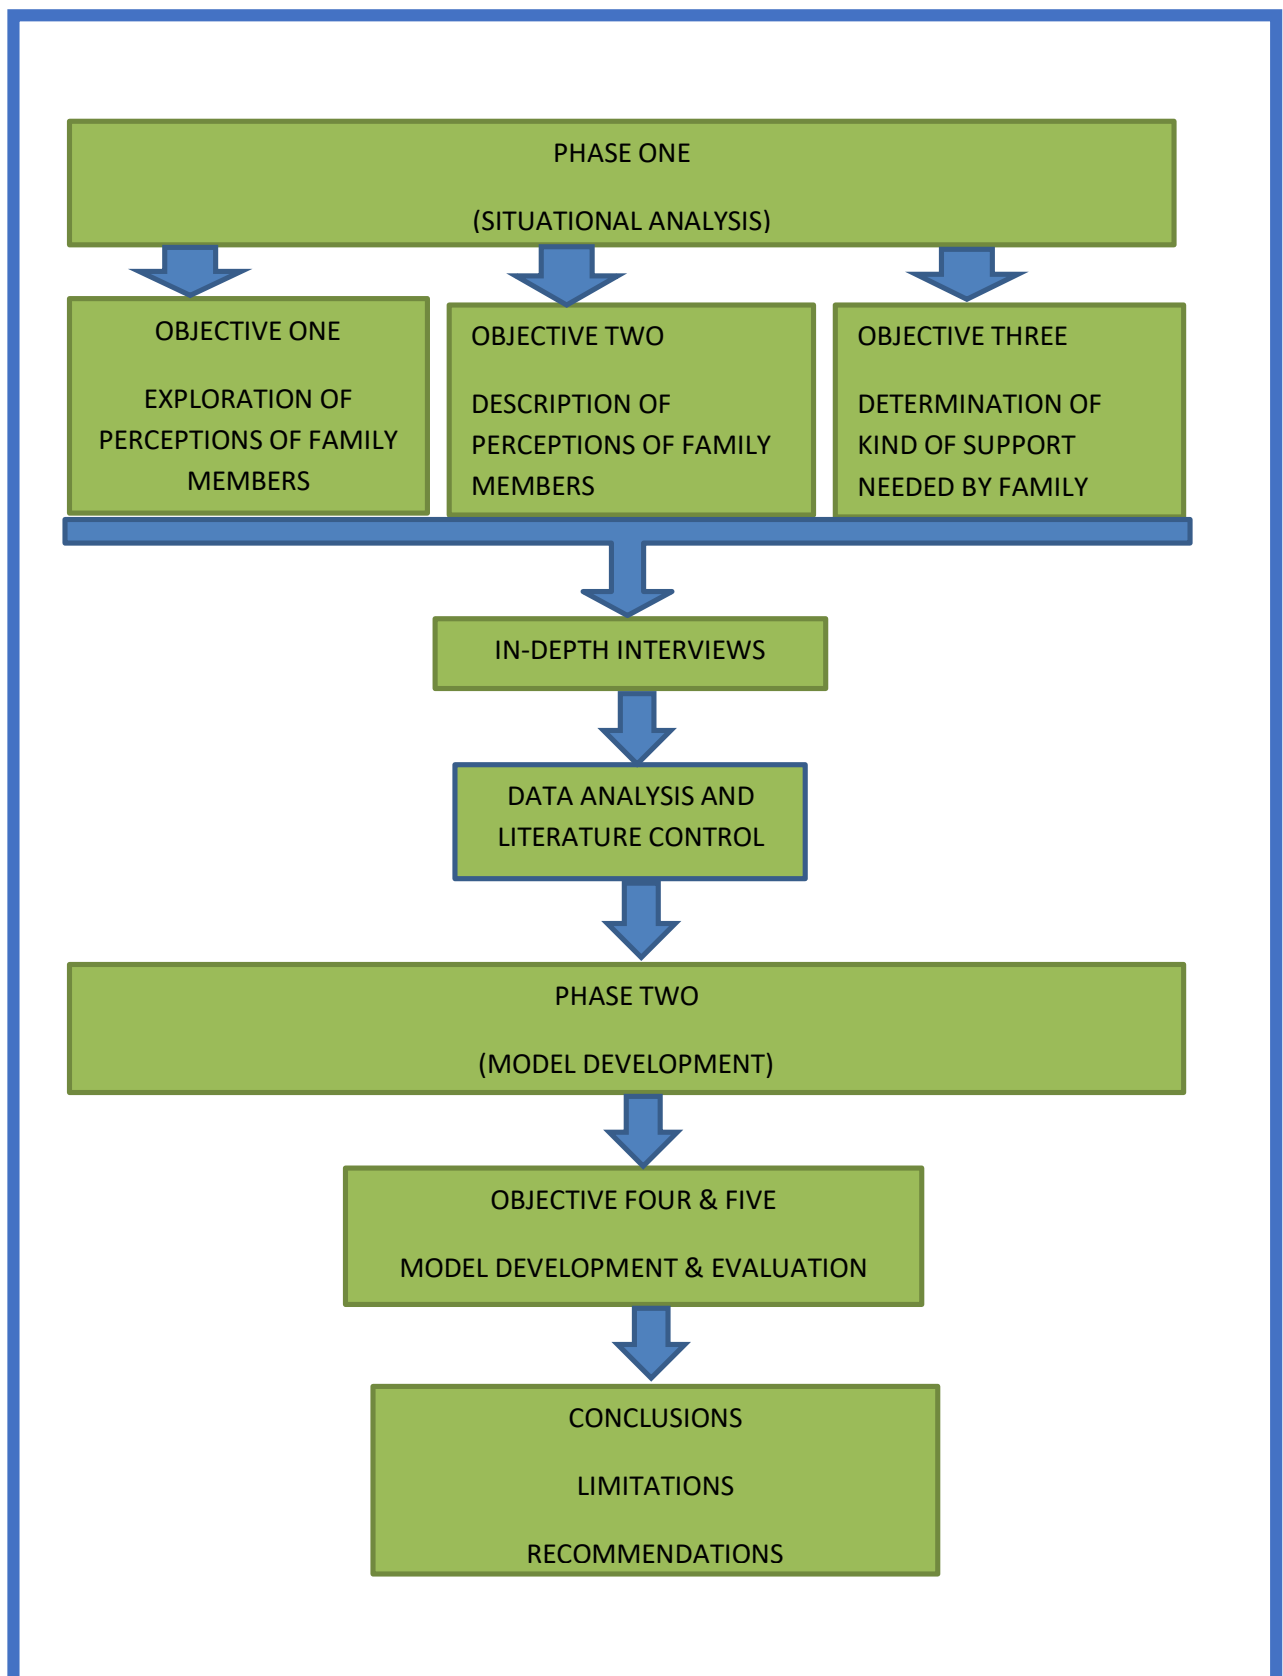 PHASE ONE
(SITUATIONAL ANALYSIS)
OBJECTIVE ONE
EXPLORATION OF
PERCEPTIONS OF FAMILY
MEMBERS
OBJECTIVE TWO
DESCRIPTION OF
PERCEPTIONS OF FAMILY
MEMBERS
OBJECTIVE THREE
DETERMINATION OF
KIND OF SUPPORT
NEEDED BY FAMILY
IN-DEPTH INTERVIEWS
DATA ANALYSIS AND
LITERATURE CONTROL
PHASE TWO
(MODEL DEVELOPMENT)
OBJECTIVE FOUR & FIVE
MODEL DEVELOPMENT & EVALUATION
CONCLUSIONS
LIMITATIONS
RECOMMENDATIONS